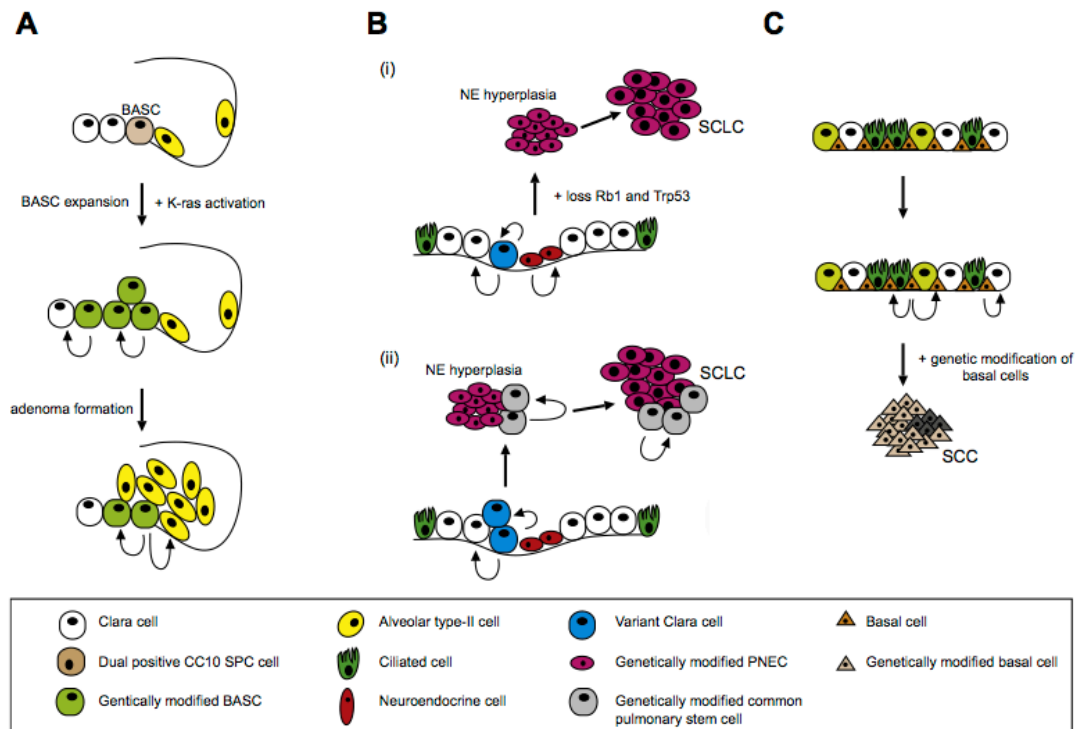 A
BASC
BASC expansion
+ K-ras activation
adenoma formation
B
(i)
NE hyperplasia
SCLC
+ loss Rb1 and Trp53
(ii)
NE hyperplasia
SCLC
C
+ genetic modification of
basal cells
SCC
Clara cell
Alveolar type-II cell
Variant Clara cell
Basal cell
Dual positive CC10 SPC cell
Ciliated cell
Genetically modified PNEC
Genetically modified basal cell
Gentically modified BASC
Neuroendocrine cell
Genetically modified common
pulmonary stem cell